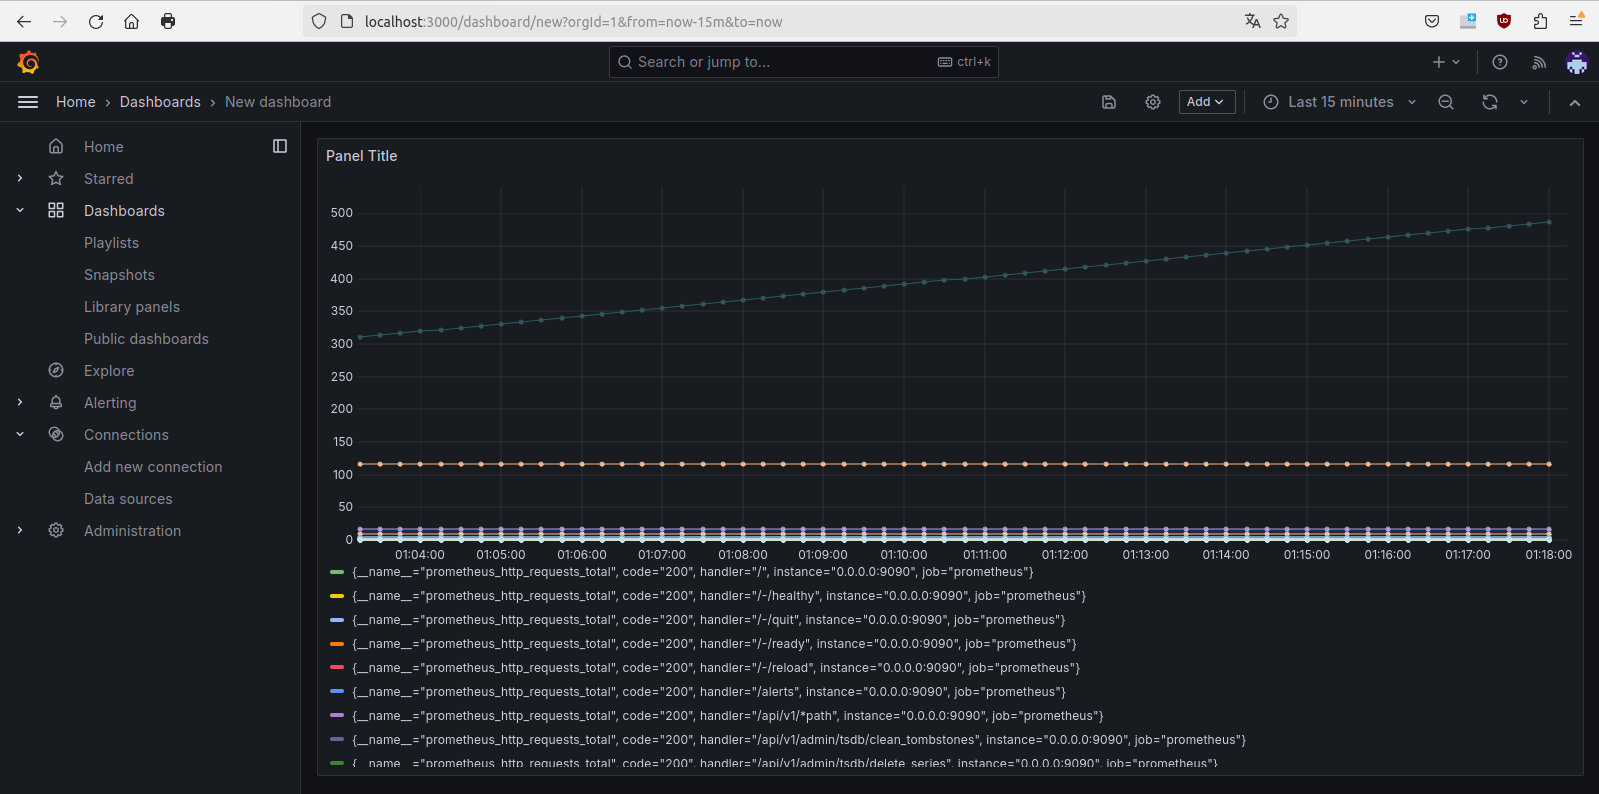 localhost:3000/dashboard/new?orgId=1&from=now-15m&to=now
Search or jump to...
ctrl+k
Home › Dashboards › New dashboard
Add
Last 15 minutes
Home
Starred
Dashboards
Playlists
Snapshots
Library panels
Public dashboards
Explore
Alerting
Connections
Add new connection
Data sources
Administration
Panel Title
500
450
400
350
300
250
200
150
100
50
0
01:04:00 01:05:00 01:06:00 01:07:00 01:08:00 01:09:00 01:10:00 01:11:00 01:12:00 01:13:00 01:14:00 01:15:00 01:16:00 01:17:00 01:18:00
{__name__="prometheus_http_requests_total", code="200", handler="/", instance="0.0.0.0:9090", job="prometheus"}
{__name__="prometheus_http_requests_total", code="200", handler="/-/healthy", instance="0.0.0.0:9090", job="prometheus"}
{__name__="prometheus_http_requests_total", code="200", handler="/-/quit", instance="0.0.0.0:9090", job="prometheus"}
{__name__="prometheus_http_requests_total", code="200", handler="/-/ready", instance="0.0.0.0:9090", job="prometheus"}
{__name__="prometheus_http_requests_total", code="200", handler="/-/reload", instance="0.0.0.0:9090", job="prometheus"}
{__name__="prometheus_http_requests_total", code="200", handler="/alerts", instance="0.0.0.0:9090", job="prometheus"}
{__name__="prometheus_http_requests_total", code="200", handler="/api/v1/*path", instance="0.0.0.0:9090", job="prometheus"}
{__name__="prometheus_http_requests_total", code="200", handler="/api/v1/admin/tsdb/clean_tombstones", instance="0.0.0.0:9090", job="prometheus"}
{__name__="prometheus_http_requests_total", code="200", handler="/api/v1/admin/tsdb/delete_series", instance="0.0.0.0:9090", job="prometheus"}